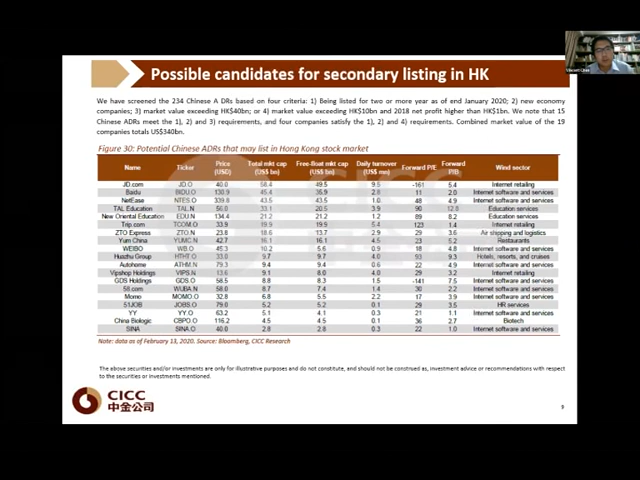 Possible candidates for secondary listing in HK
We have screened the 234 Chinese A DRs based on four criteria: 1) Being listed for two or more year as of end January 2020; 2) new economy
companies; 3) market value exceeding HK$40bn; or 4) market value exceeding HK$10bn and 2018 net profit higher than HK$1bn. We note that 15
Chinese ADRs meet the 1), 2) and 3) requirements, and four companies satisfy the 1), 2) and 4) requirements. Combined market value of the 19
companies totals US$340bn.
Figure 30: Potential Chinese ADRs that may list in Hong Kong stock market
Name Ticker Price (USD) Total mkt cap (US$ bn) Free-float mkt cap (US$ bn) Daily turnover (US$ mn) Forward P/E Forward P/B Wind sector
JD.com JD.O 40.0 58.4 49.5 9.5 -161 5.4 Internet retailing
Baidu BIDU.O 130.9 45.4 35.9 2.8 11 2.0 Internet software and services
NetEase NTES.O 339.8 43.5 43.5 1.0 48 4.9 Internet software and services
TAL Education TAL.N 56.0 33.1 20.5 3.9 90 12.8 Education services
New Oriental Education EDU.N 134.4 21.2 21.2 1.2 89 8.2 Education services
Trip.com TCOM.O 33.9 19.9 19.9 5.4 123 1.4 Internet retailing
ZTO Express ZTO.N 23.8 18.6 13.7 2.9 29 3.6 Air shipping and logistics
Yum China YUMC.N 42.7 16.1 16.1 4.5 23 5.2 Restaurants
WEIBO WB.O 45.3 10.2 5.6 0.9 18 4.8 Internet software and services
Huazhu Group HTHT.O 33.0 9.7 9.7 4.0 93 9.3 Hotels, resorts, and cruises
Autohome ATHM.N 79.3 9.4 9.4 0.6 22 4.9 Internet software and services
Vipshop Holdings VIPS.N 13.6 9.1 8.0 4.0 29 3.2 Internet retailing
GDS Holdings GDS.O 58.5 8.8 8.3 1.5 -141 7.5 Internet software and services
58.com WUBA.N 58.0 8.7 7.4 1.4 30 2.2 Internet software and services
Momo MOMO.O 32.8 6.8 5.5 2.2 17 3.9 Internet software and services
51JOB JOBS.O 79.0 5.2 5.2 0.1 29 3.5 HR services
YY YY.O 63.2 5.1 4.1 0.3 21 1.1 Internet software and services
China Biologic CBPO.O 116.2 4.5 4.5 0.1 36 2.7 Biotech
SINA SINA.O 40.0 2.8 2.8 0.3 22 1.0 Internet software and services
Note: data as of February 13, 2020. Source: Bloomberg, CICC Research
The above securities and/or investments are only for illustrative purposes and do not constitute, and should not be construed as, investment advice or recommendations with respect
to the securities or investments mentioned.
CICC
中金公司
9